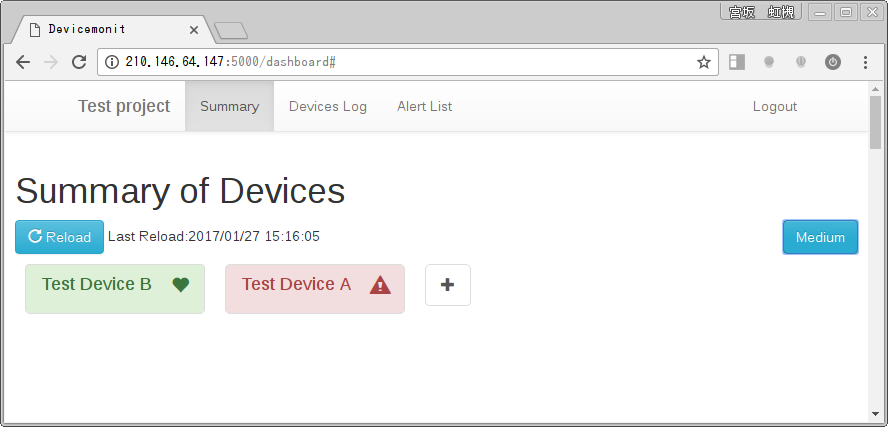 宮坂 虹槻
Devicemonit
210.146.64.147:5000/dashboard#
Test project Summary Devices Log Alert List Logout
Summary of Devices
Reload Last Reload:2017/01/27 15:16:05 Medium
Test Device B Test Device A